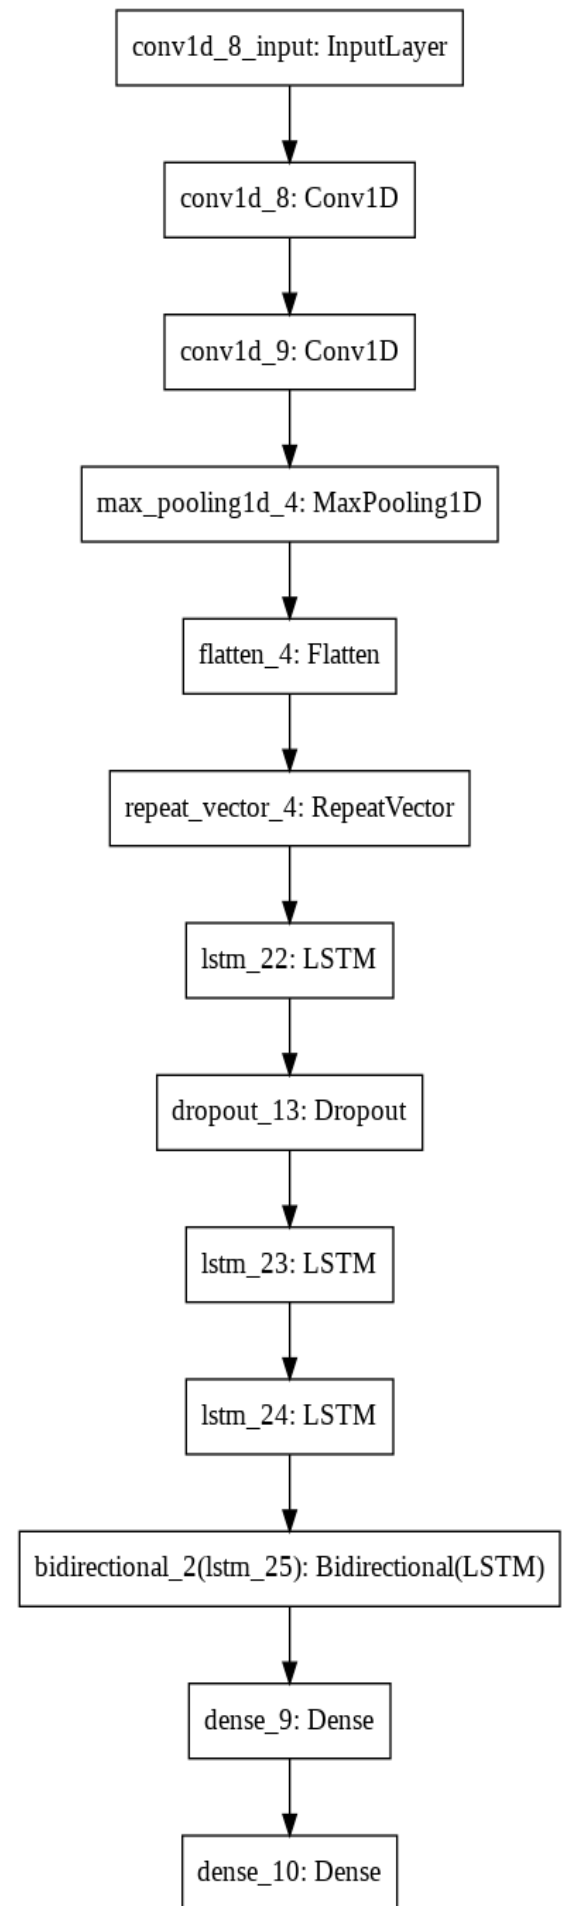 conv1d_8_input: InputLayer
conv1d_8: Conv1D
conv1d_9: Conv1D
max_pooling1d_4: MaxPooling1D
flatten_4: Flatten
repeat_vector_4: RepeatVector
lstm_22: LSTM
dropout_13: Dropout
lstm_23: LSTM
lstm_24: LSTM
bidirectional_2(lstm_25): Bidirectional(LSTM)
dense_9: Dense
dense_10: Dense